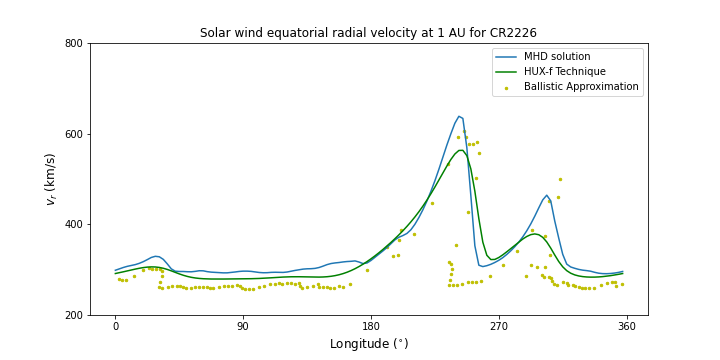 Solar wind equatorial radial velocity at 1 AU for CR2226
MHD solution
HUX-f Technique
Ballistic Approximation
800
600
400
200
v_r (km/s)
0 90 180 270 360
Longitude (°)